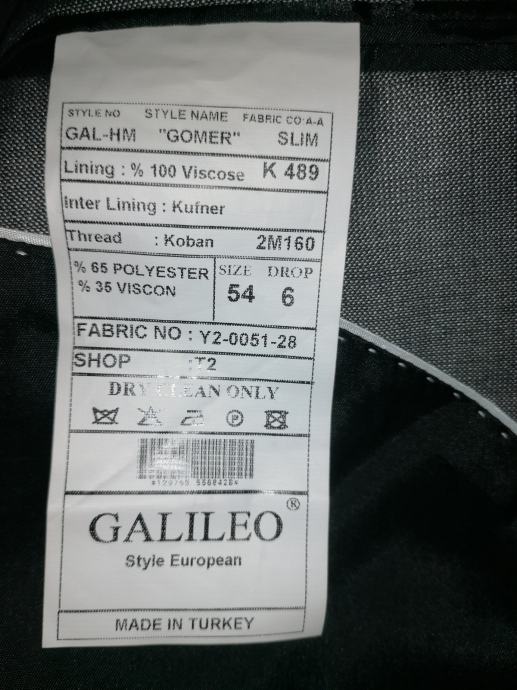 STYLE NO STYLE NAME FABRIC CO A-A
GAL-HM "GOMER" SLIM
Lining : % 100 Viscose K 489
Inter Lining : Kufner
Thread : Koban 2M160
% 65 POLYESTER SIZE DROP
% 35 VISCON 54 6
FABRIC NO : Y2-0051-28
SHOP :T2
DRY CLEAN ONLY
P
GALILEO®
Style European
MADE IN TURKEY